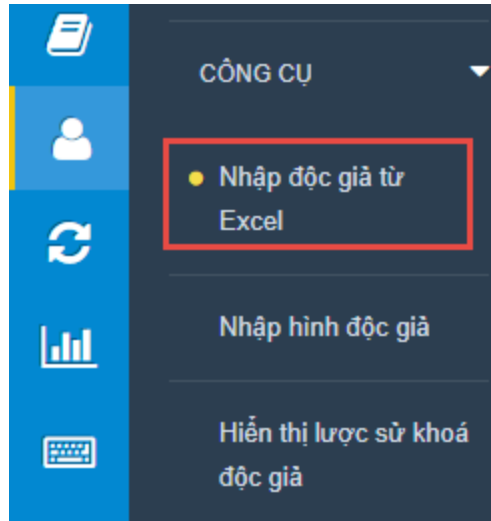 CÔNG CỤ
Nhập độc giả từ
Excel
Nhập hình độc giả
Hiển thị lược sử khoá
độc giả